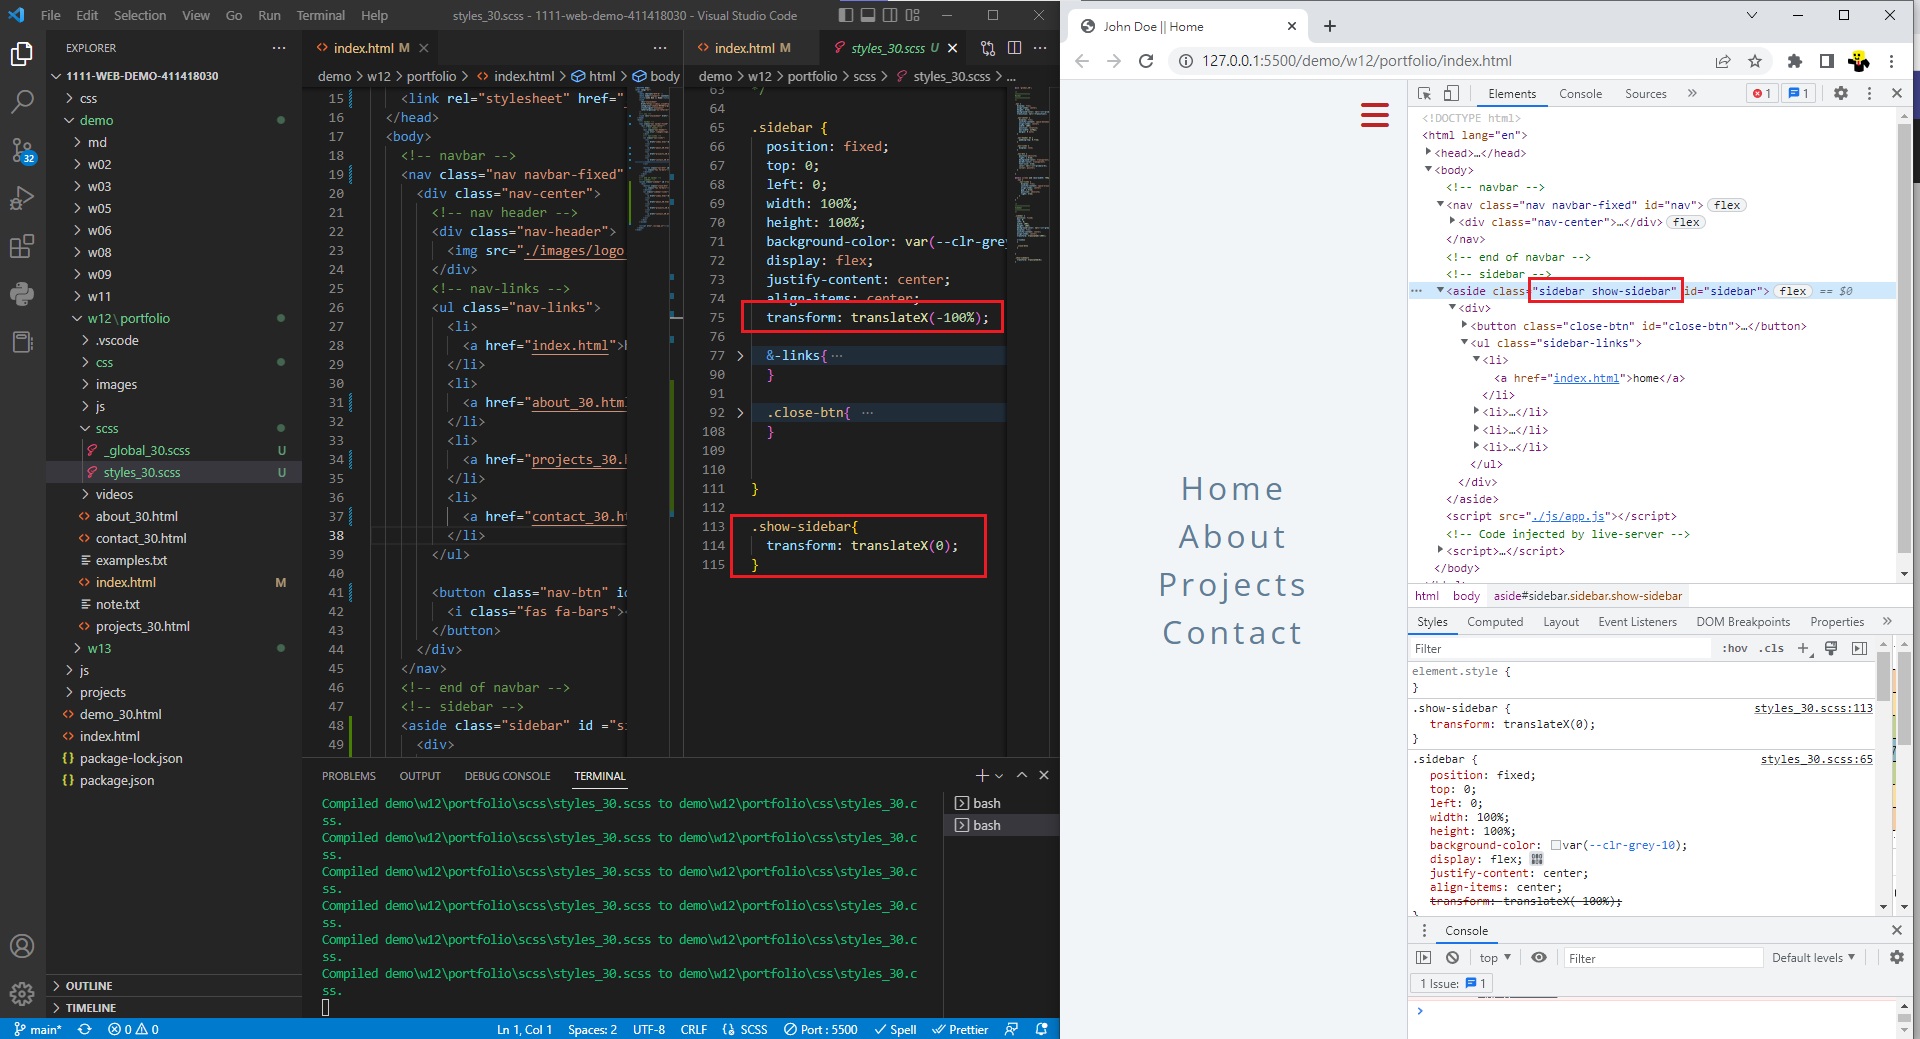 File Edit Selection View Go Run Terminal Help
styles_30.scss - 1111-web-demo-411418030 - Visual Studio Code
EXPLORER
1111-WEB-DEMO-411418030
css
demo
md
w02
w03
w05
w06
w08
w09
w11
w12\portfolio
.vscode
css
images
js
scss
_global_30.scss U
styles_30.scss U
videos
about_30.html
contact_30.html
examples.txt
index.html M
note.txt
projects_30.html
w13
js
projects
demo_30.html
index.html
package-lock.json
package.json
OUTLINE
TIMELINE
32
index.html M
demo > w12 > portfolio > index.html > html > body
15 <link rel="stylesheet" href="
16 </head>
17 <body>
18 <!-- navbar -->
19 <nav class="nav navbar-fixed"
20 <div class="nav-center">
21 <!-- nav header -->
22 <div class="nav-header">
23 <img src="./images/logo
24 </div>
25 <!-- nav-links -->
26 <ul class="nav-links">
27 <li>
28 <a href="index.html">
29 </li>
30 <li>
31 <a href="about_30.html
32 </li>
33 <li>
34 <a href="projects_30.
35 </li>
36 <li>
37 <a href="contact_30.ht
38 </li>
39 </ul>
40
41 <button class="nav-btn" id
42 <i class="fas fa-bars">
43 </button>
44 </div>
45 </nav>
46 <!-- end of navbar -->
47 <!-- sidebar -->
48 <aside class="sidebar" id ="si
49 <div>
index.html M styles_30.scss U
demo > w12 > portfolio > scss > styles_30.scss > ...
63 */
64
65 .sidebar {
66 position: fixed;
67 top: 0;
68 left: 0;
69 width: 100%;
70 height: 100%;
71 background-color: var(--clr-grey
72 display: flex;
73 justify-content: center;
74 align-items: center;
75 transform: translateX(-100%);
76
77 &-links{ ...
90 }
91
92 .close-btn{ ...
108 }
109
110
111 }
112
113 .show-sidebar{
114 transform: translateX(0);
115 }
PROBLEMS OUTPUT DEBUG CONSOLE TERMINAL
Compiled demo\w12\portfolio\scss\styles_30.scss to demo\w12\portfolio\css\styles_30.c
ss.
Compiled demo\w12\portfolio\scss\styles_30.scss to demo\w12\portfolio\css\styles_30.c
ss.
Compiled demo\w12\portfolio\scss\styles_30.scss to demo\w12\portfolio\css\styles_30.c
ss.
Compiled demo\w12\portfolio\scss\styles_30.scss to demo\w12\portfolio\css\styles_30.c
ss.
Compiled demo\w12\portfolio\scss\styles_30.scss to demo\w12\portfolio\css\styles_30.c
ss.
Compiled demo\w12\portfolio\scss\styles_30.scss to demo\w12\portfolio\css\styles_30.c
ss.
bash
bash
main* 0 0 Ln 1, Col 1 Spaces: 2 UTF-8 CRLF SCSS Port : 5500 Spell Prettier
John Doe || Home
127.0.0.1:5500/demo/w12/portfolio/index.html
Home
About
Projects
Contact
Elements Console Sources » 1 1
<!DOCTYPE html>
<html lang="en">
<head>…</head>
<body>
<!-- navbar -->
<nav class="nav navbar-fixed" id="nav"> flex
<div class="nav-center">…</div> flex
</nav>
<!-- end of navbar -->
<!-- sidebar -->
<aside class="sidebar show-sidebar" id="sidebar"> flex == $0
<div>
<button class="close-btn" id="close-btn">…</button>
<ul class="sidebar-links">
<li>
<a href="index.html">home</a>
</li>
<li>…</li>
<li>…</li>
<li>…</li>
</ul>
</div>
</aside>
<script src="./js/app.js"></script>
<!-- Code injected by live-server -->
<script>…</script>
</body>
html body aside#sidebar.sidebar.show-sidebar
Styles Computed Layout Event Listeners DOM Breakpoints Properties »
Filter :hov .cls +
element.style {
}
.show-sidebar { styles_30.scss:113
transform: translateX(0);
}
.sidebar { styles_30.scss:65
position: fixed;
top: 0;
left: 0;
width: 100%;
height: 100%;
background-color: var(--clr-grey-10);
display: flex;
justify-content: center;
align-items: center;
transform: translateX(-100%);
}
Console
top Filter Default levels
1 Issue: 1